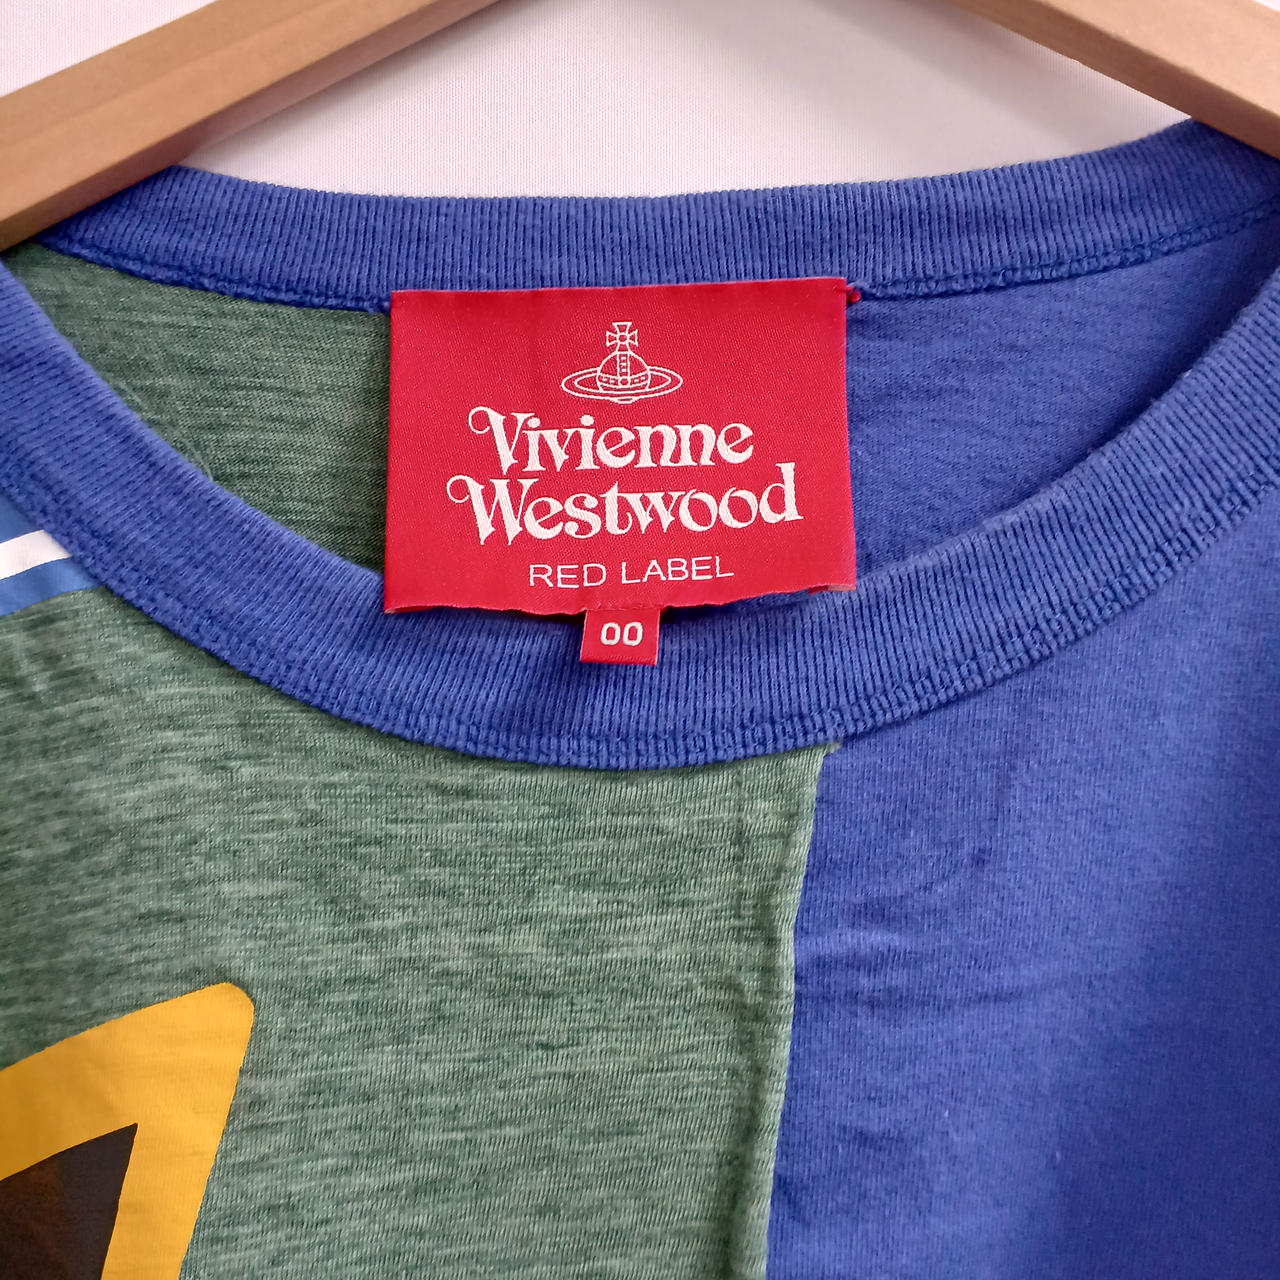 Vivienne
Westwood
RED LABEL
00